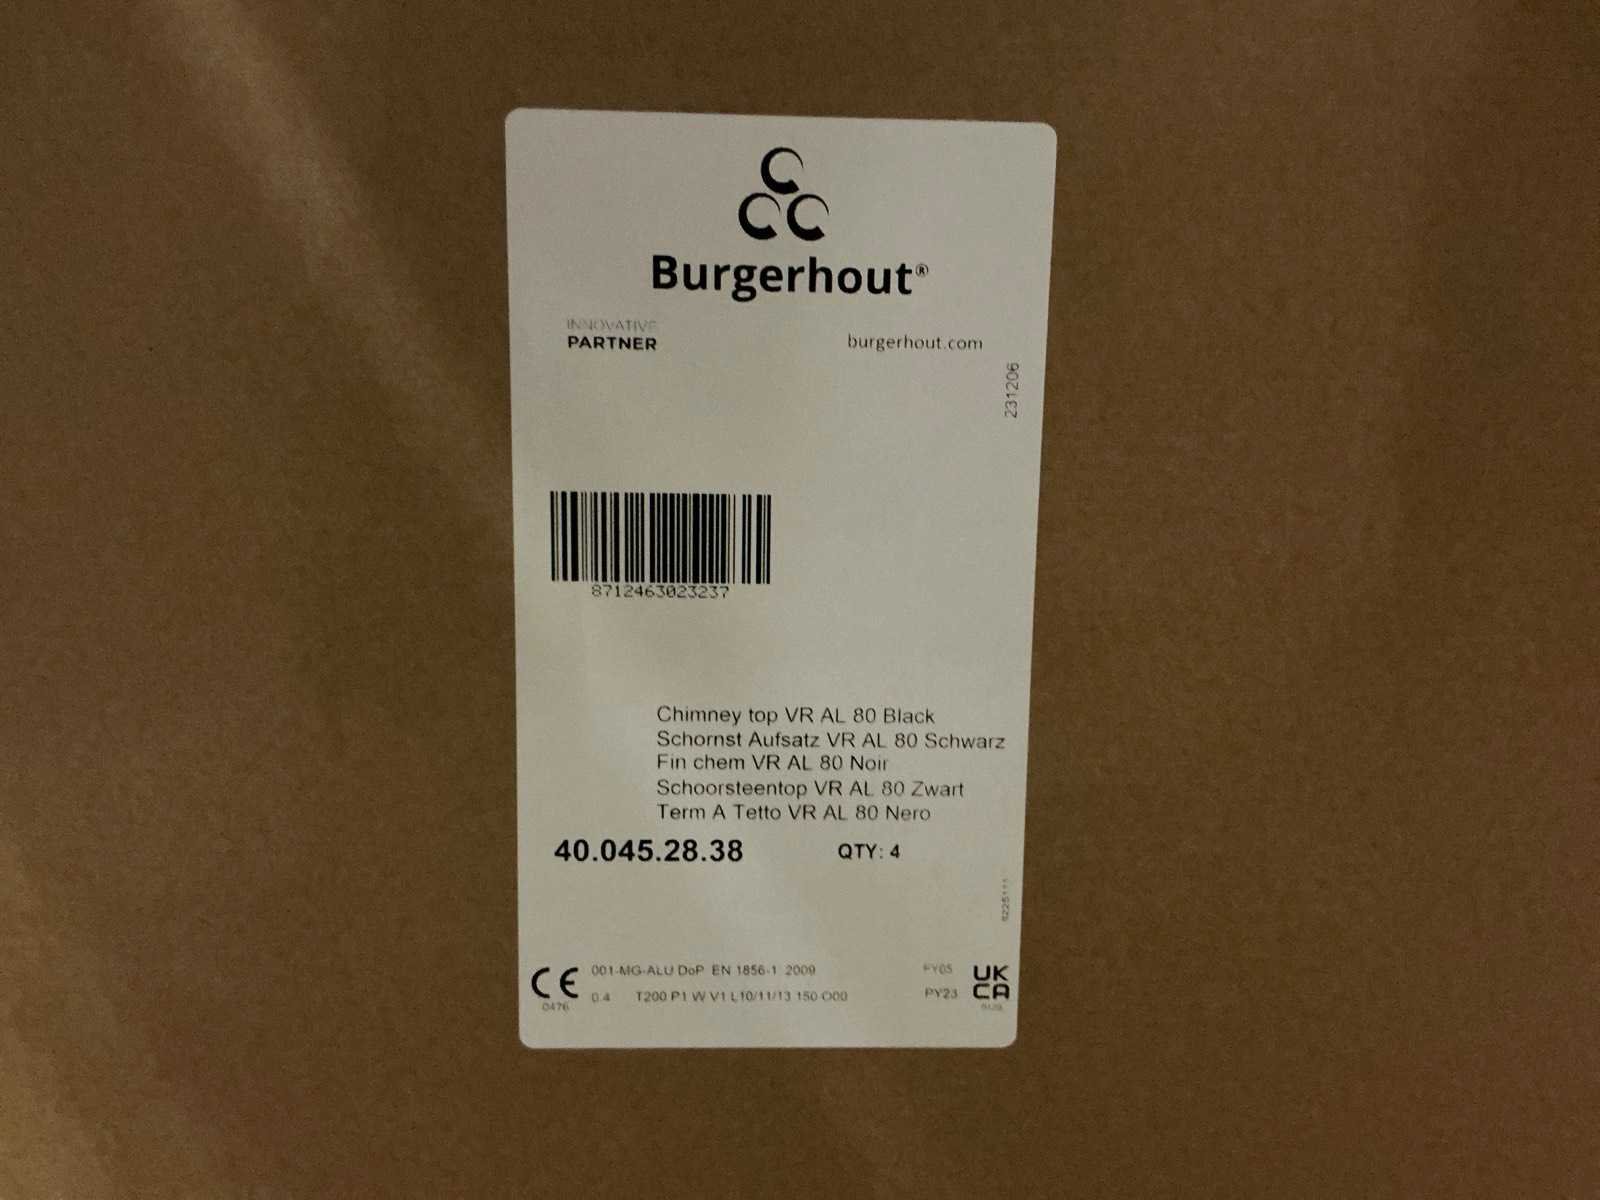 Burgerhout®
INNOVATIVE
PARTNER
burgerhout.com
231206
8712463023237
Chimney top VR AL 80 Black
Schornst Aufsatz VR AL 80 Schwarz
Fin chem VR AL 80 Noir
Schoorsteentop VR AL 80 Zwart
Term A Tetto VR AL 80 Nero
40.045.28.38
QTY: 4
CE
0476
001-MG-ALU DoP EN 1856-1 2009
0.4 T200 P1 W V1 L10/11/13 150 O00
PY23
UK
CA